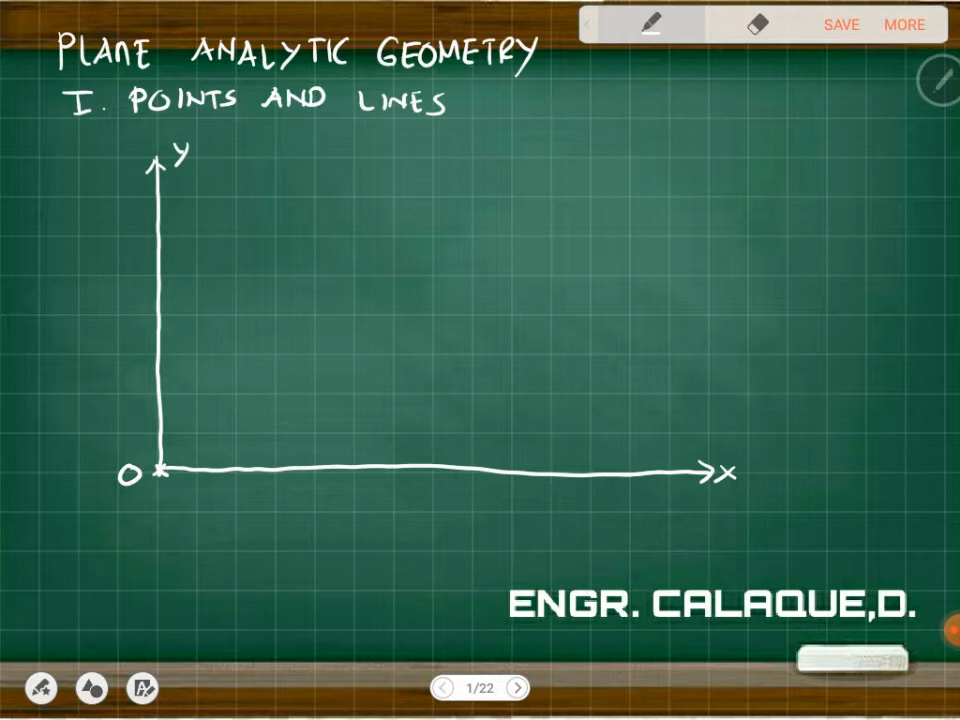 SAVE MORE
PLANE ANALYTIC GEOMETRY
I. POINTS AND LINES
y
O
x
ENGR. CALAQUE,D.
1/22